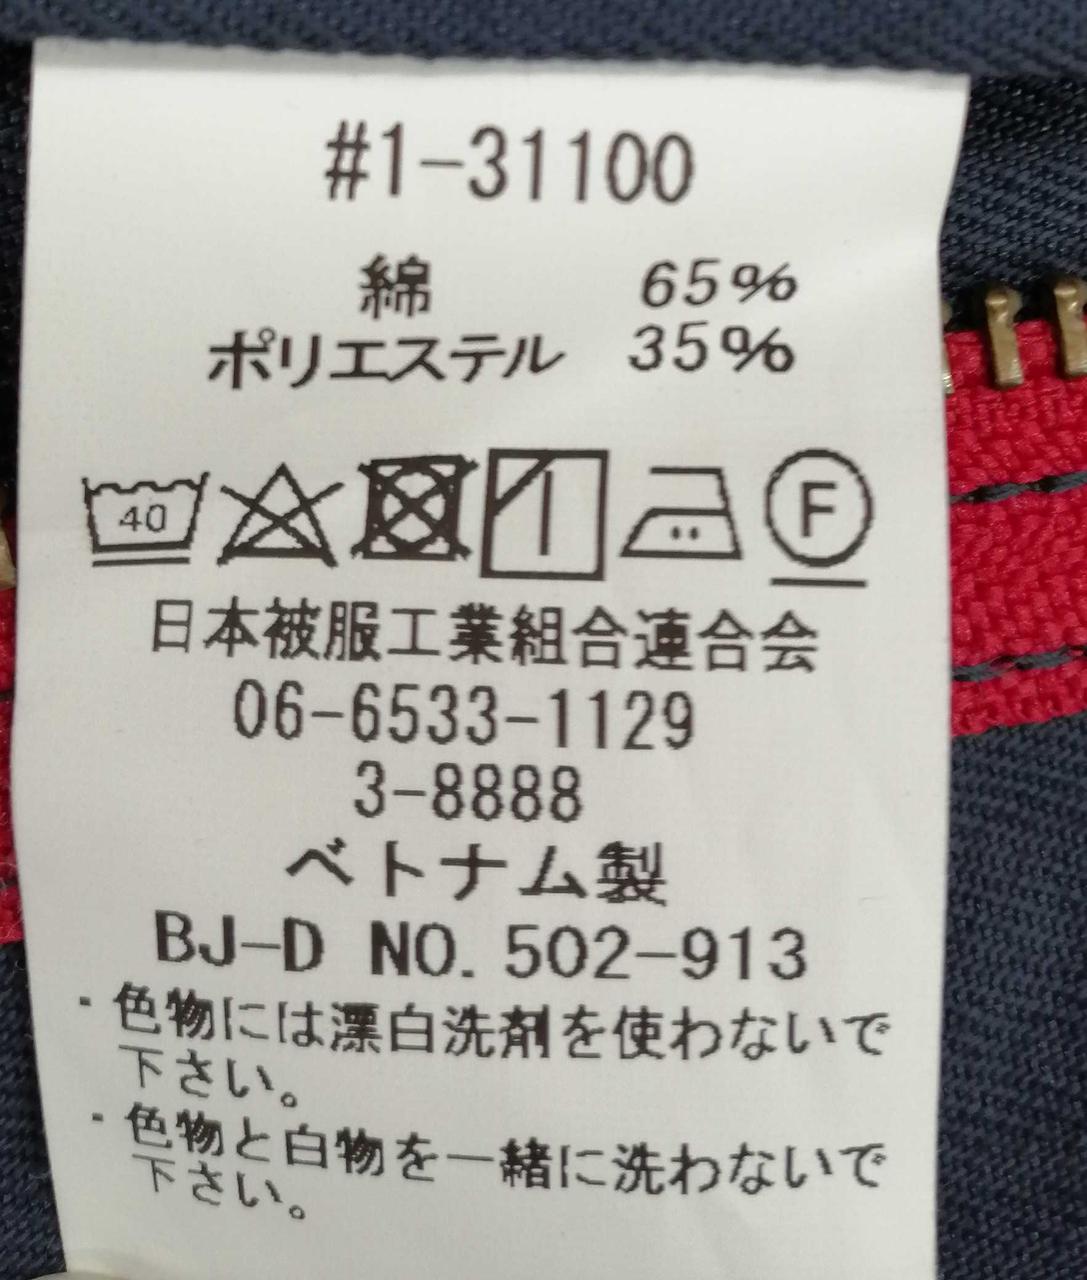 #1-31100
綿 65%
ポリエステル 35%
40
F
日本被服工業組合連合会
06-6533-1129
3-8888
ベトナム製
BJ-D NO. 502-913
・色物には漂白洗剤を使わないで
下さい。
・色物と白物を一緒に洗わないで
下さい。